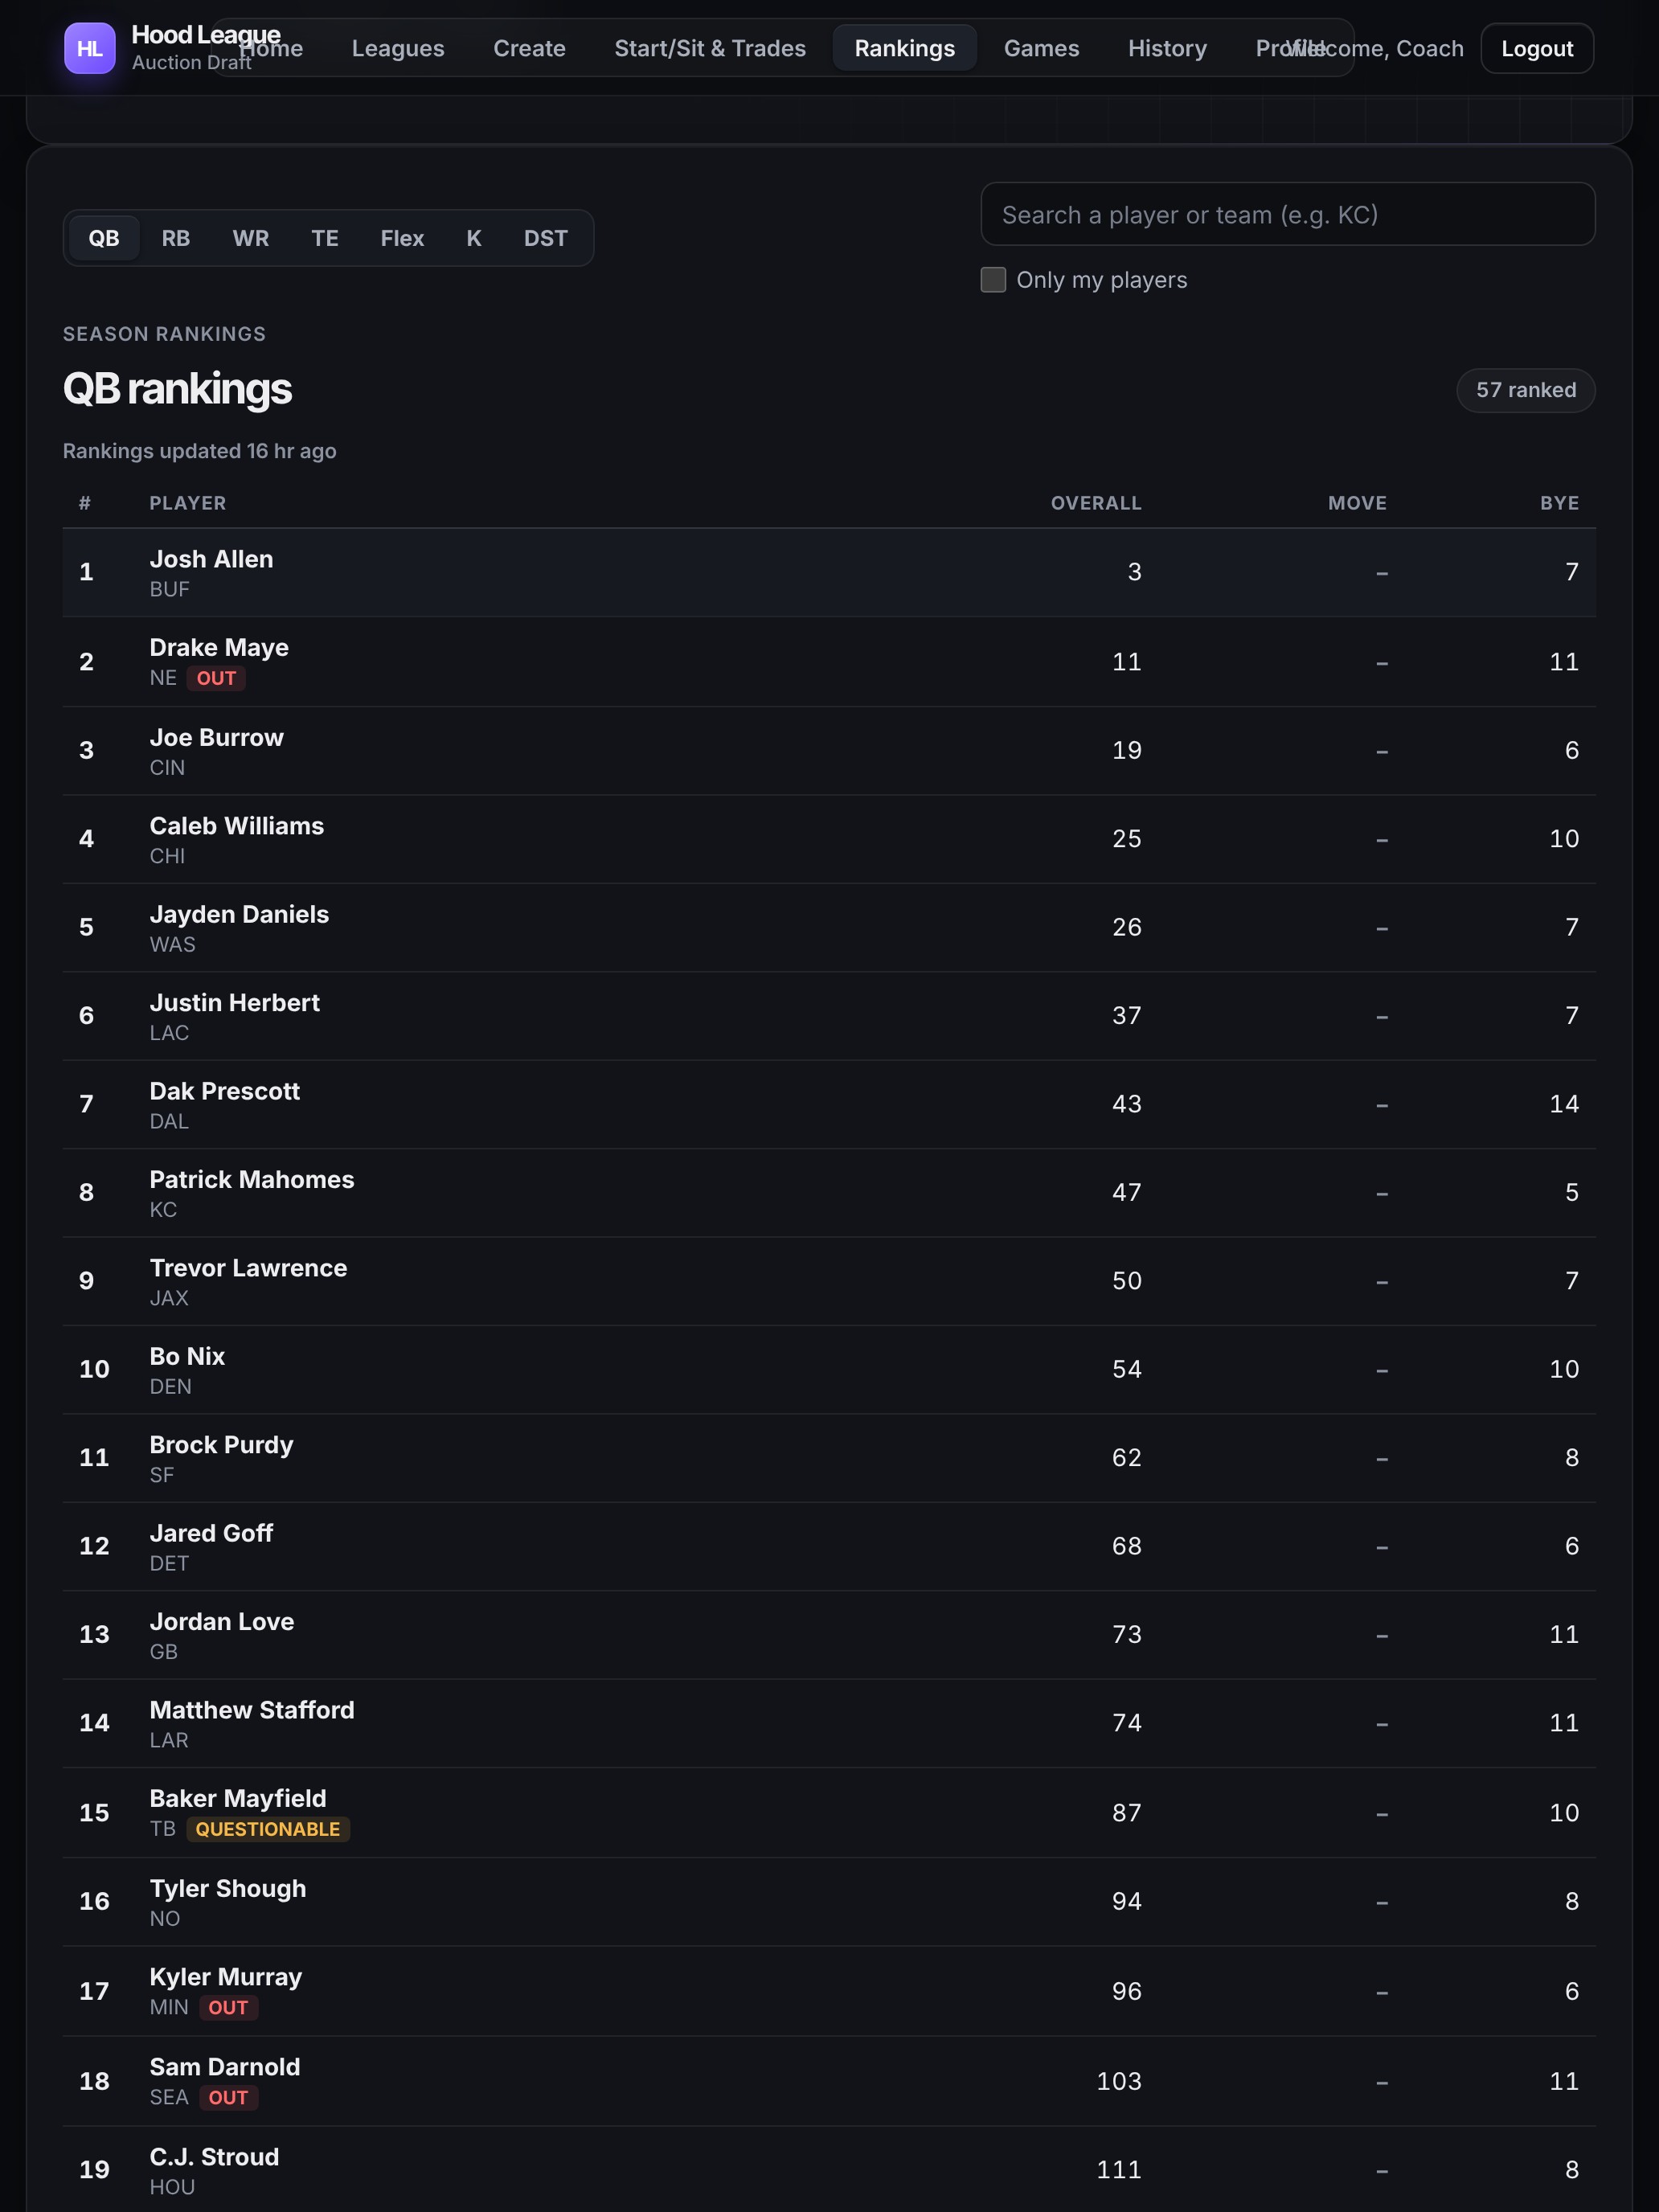 HL
Hood League
Auction Draft
Home Leagues Create Start/Sit & Trades Rankings Games History Profile
Welcome, Coach
Logout
QB RB WR TE Flex K DST
Search a player or team (e.g. KC)
Only my players
SEASON RANKINGS
QB rankings
57 ranked
Rankings updated 16 hr ago
# PLAYER OVERALL MOVE BYE
1 Josh Allen 3 – 7
BUF
2 Drake Maye 11 – 11
NE OUT
3 Joe Burrow 19 – 6
CIN
4 Caleb Williams 25 – 10
CHI
5 Jayden Daniels 26 – 7
WAS
6 Justin Herbert 37 – 7
LAC
7 Dak Prescott 43 – 14
DAL
8 Patrick Mahomes 47 – 5
KC
9 Trevor Lawrence 50 – 7
JAX
10 Bo Nix 54 – 10
DEN
11 Brock Purdy 62 – 8
SF
12 Jared Goff 68 – 6
DET
13 Jordan Love 73 – 11
GB
14 Matthew Stafford 74 – 11
LAR
15 Baker Mayfield 87 – 10
TB QUESTIONABLE
16 Tyler Shough 94 – 8
NO
17 Kyler Murray 96 – 6
MIN OUT
18 Sam Darnold 103 – 11
SEA OUT
19 C.J. Stroud 111 – 8
HOU